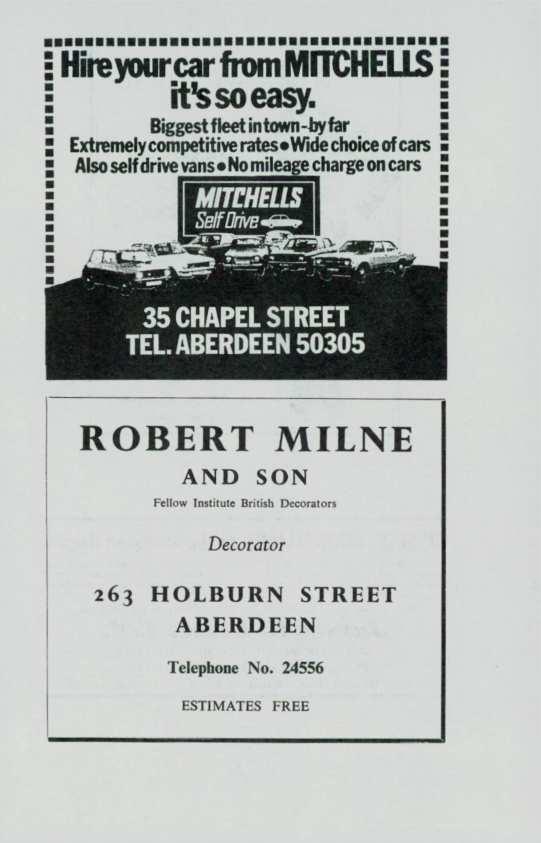 Hire your car from MITCHELLS
it's so easy.
Biggest fleet in town-by far
Extremely competitive rates • Wide choice of cars
Also self drive vans • No mileage charge on cars
MITCHELLS
Self Drive
35 CHAPEL STREET
TEL. ABERDEEN 50305
ROBERT MILNE
AND SON
Fellow Institute British Decorators
Decorator
263 HOLBURN STREET
ABERDEEN
Telephone No. 24556
ESTIMATES FREE